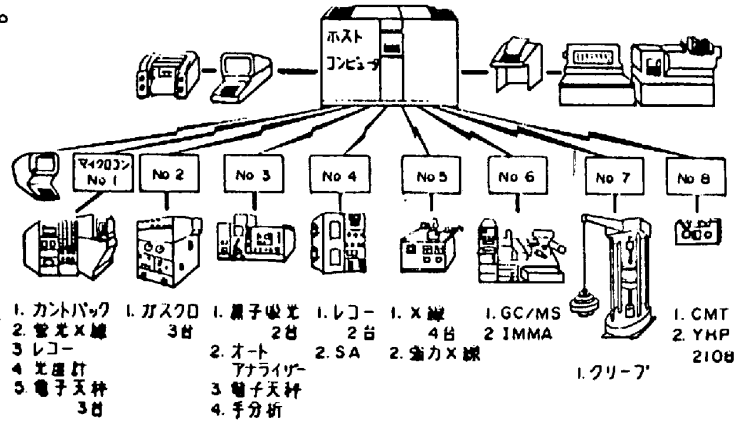 ホスト
コンピュータ
マイクロコン
No 1
No 2
No 3
No 4
No 5
No 6
No 7
No 8
1. カントバック
2. 蛍光X線
3 レコー
4 光度計
5. 電子天秤
3台
1. ガスクロ
3台
1. 原子吸光
2台
2. オート
アナライザー
3 電子天秤
4. 手分析
1. レコー
2台
2. SA
1. X線
4台
2. 強力X線
1. GC/MS
2 IMMA
1. クリープ
1. CMT
2. YHP
2108